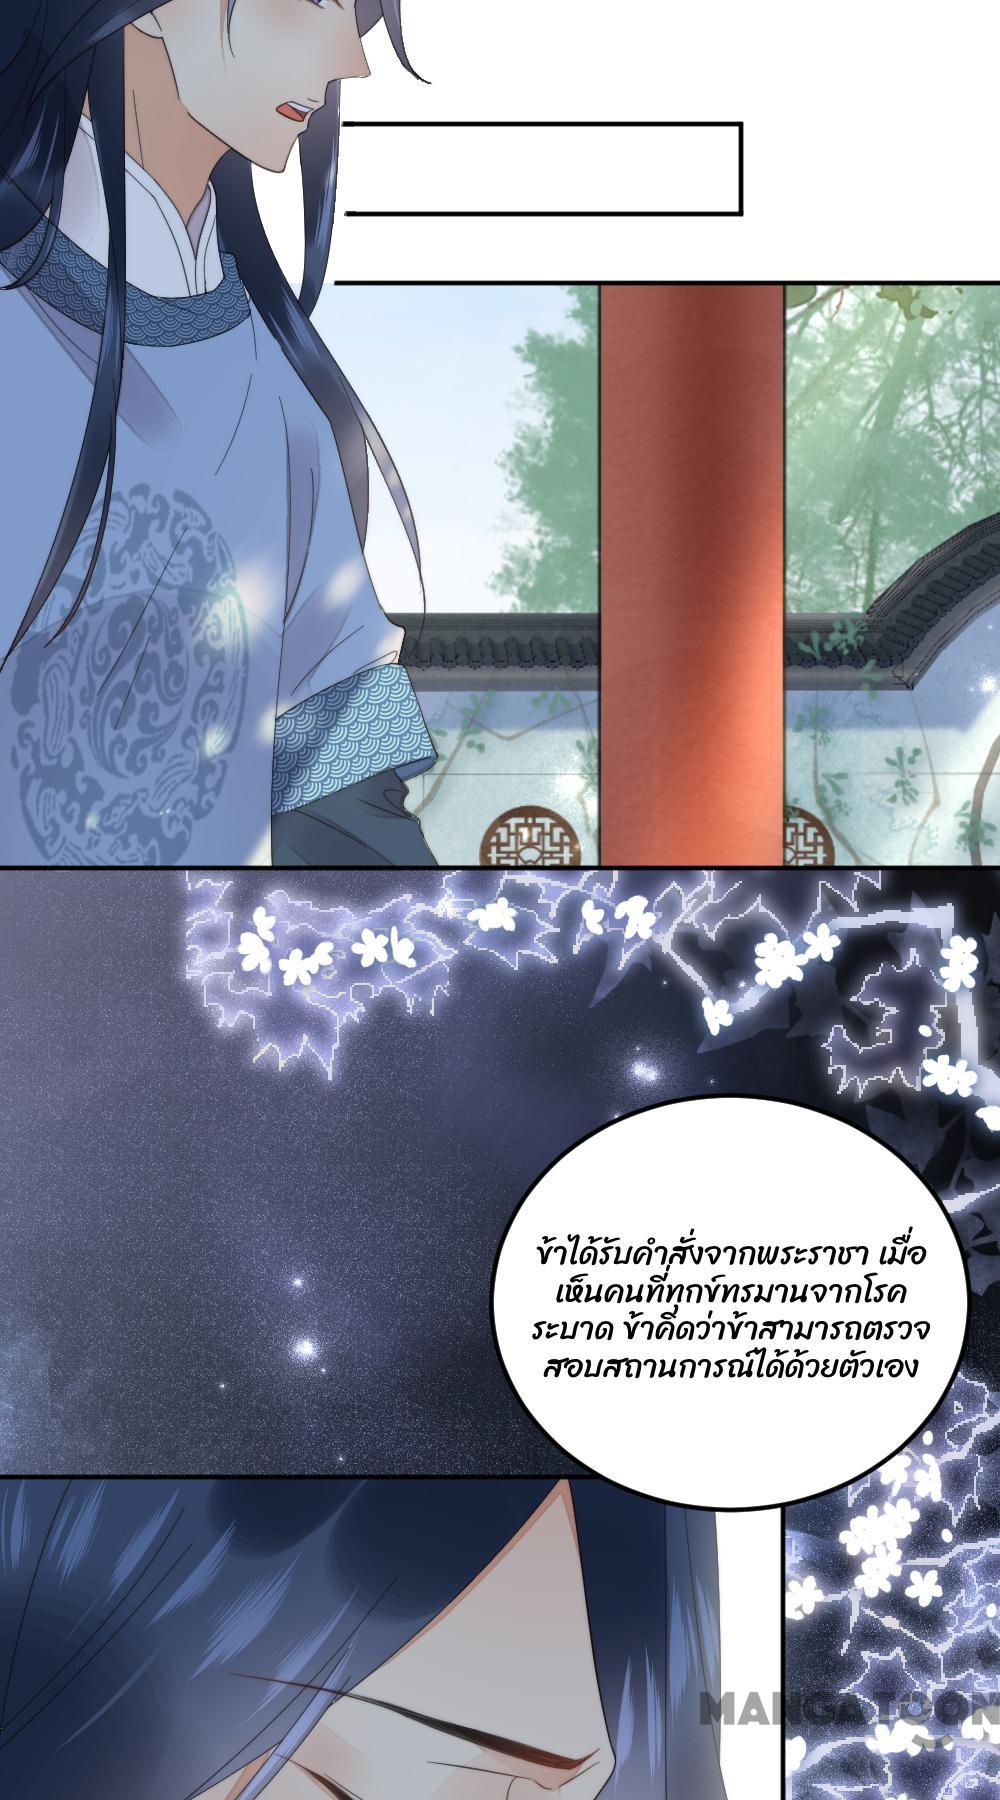 ข้าได้รับคำสั่งจากพระราชา เมื่อ
เห็นคนที่ทุกข์ทรมานจากโรค
ระบาด ข้าคิดว่าข้าสามารถตรวจ
สอบสถานการณ์ได้ด้วยตัวเอง
MANGATOON